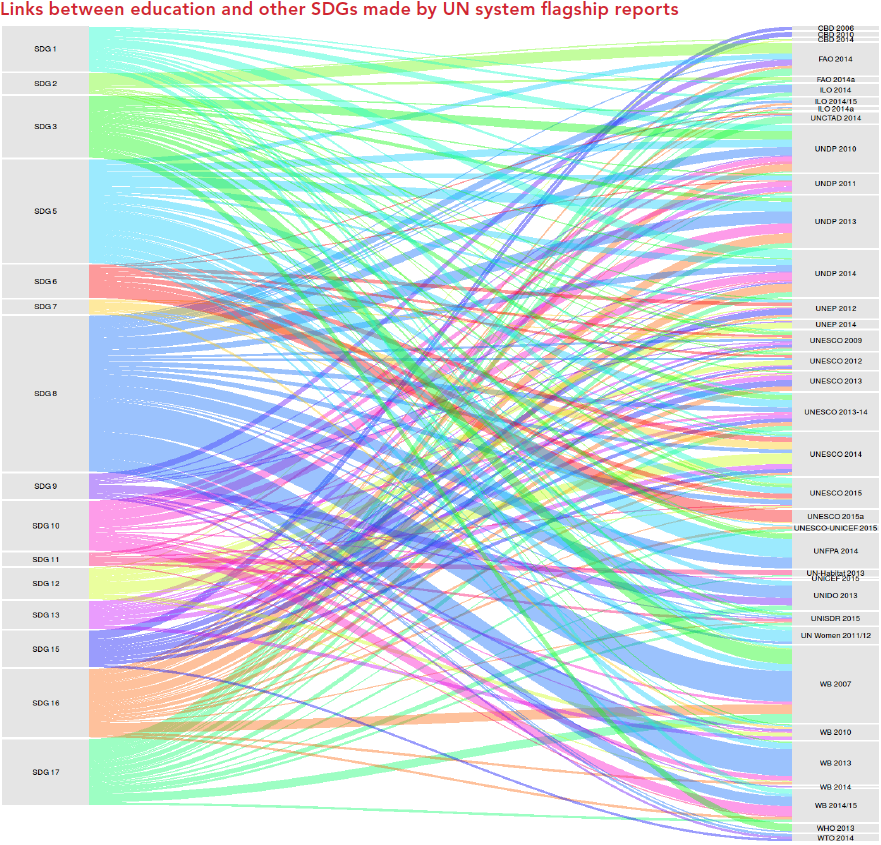 Links between education and other SDGs made by UN system flagship reports
SDG 1
SDG 2
SDG 3
SDG 5
SDG 6
SDG 7
SDG 8
SDG 9
SDG 10
SDG 11
SDG 12
SDG 13
SDG 15
SDG 16
SDG 17
CBD 2006
CBD 2010
CBD 2014
FAO 2014
FAO 2014a
ILO 2014
ILO 2014/15
ILO 2014a
UNCTAD 2014
UNDP 2010
UNDP 2011
UNDP 2013
UNDP 2014
UNEP 2012
UNEP 2014
UNESCO 2009
UNESCO 2012
UNESCO 2013
UNESCO 2013-14
UNESCO 2014
UNESCO 2015
UNESCO 2015a
UNESCO-UNICEF 2015
UNFPA 2014
UN-Habitat 2013
UNICEF 2015
UNIDO 2013
UNISDR 2015
UN Women 2011/12
WB 2007
WB 2010
WB 2013
WB 2014
WB 2014/15
WHO 2013
WTO 2014